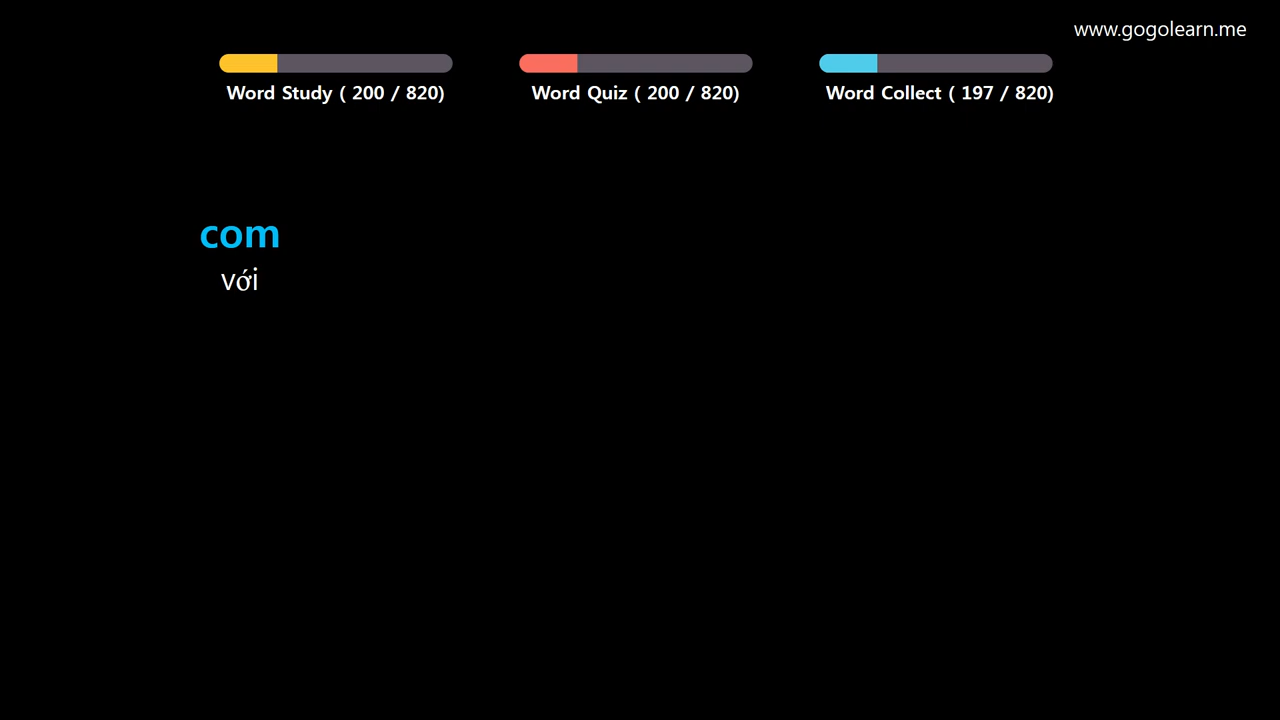 www.gogolearn.me
Word Study ( 200 / 820)
Word Quiz ( 200 / 820)
Word Collect ( 197 / 820)
com
với